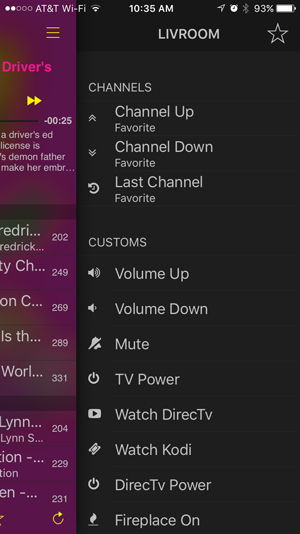 AT&T Wi-Fi 10:35 AM 93%
Driver's
-00:25
a driver's ed
license is
's demon father
make her embr...
redri...
redrick...
202
ty Ch...
249
on C...
269
Is th...
289
Worl...
331
Lynn...
Lynn S...
204
tion -...
tion
229
en -...
231
LIVROOM
CHANNELS
Channel Up
Favorite
Channel Down
Favorite
Last Channel
Favorite
CUSTOMS
Volume Up
Volume Down
Mute
TV Power
Watch DirecTv
Watch Kodi
DirecTv Power
Fireplace On